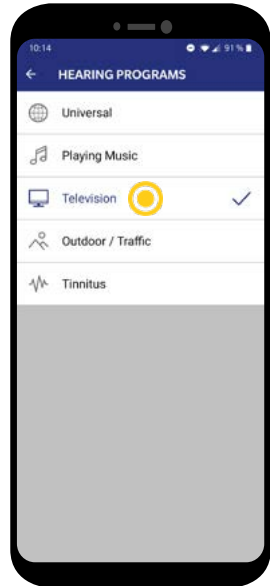 10:14
91%
HEARING PROGRAMS
Universal
Playing Music
Television
Outdoor / Traffic
Tinnitus